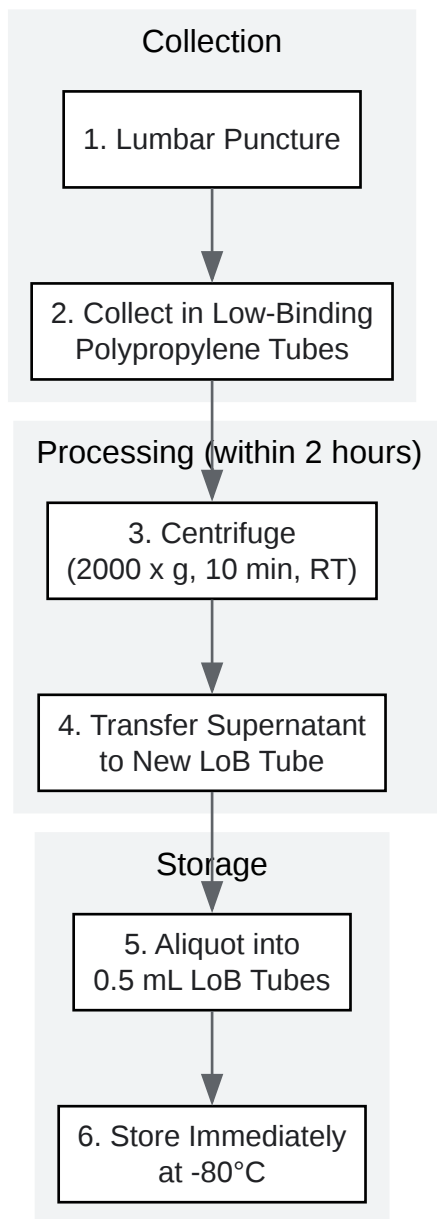 Collection
1. Lumbar Puncture
2. Collect in Low-Binding
Polypropylene Tubes
Processing (within 2 hours)
3. Centrifuge
(2000 x g, 10 min, RT)
4. Transfer Supernatant
to New LoB Tube
Storage
5. Aliquot into
0.5 mL LoB Tubes
6. Store Immediately
at -80°C